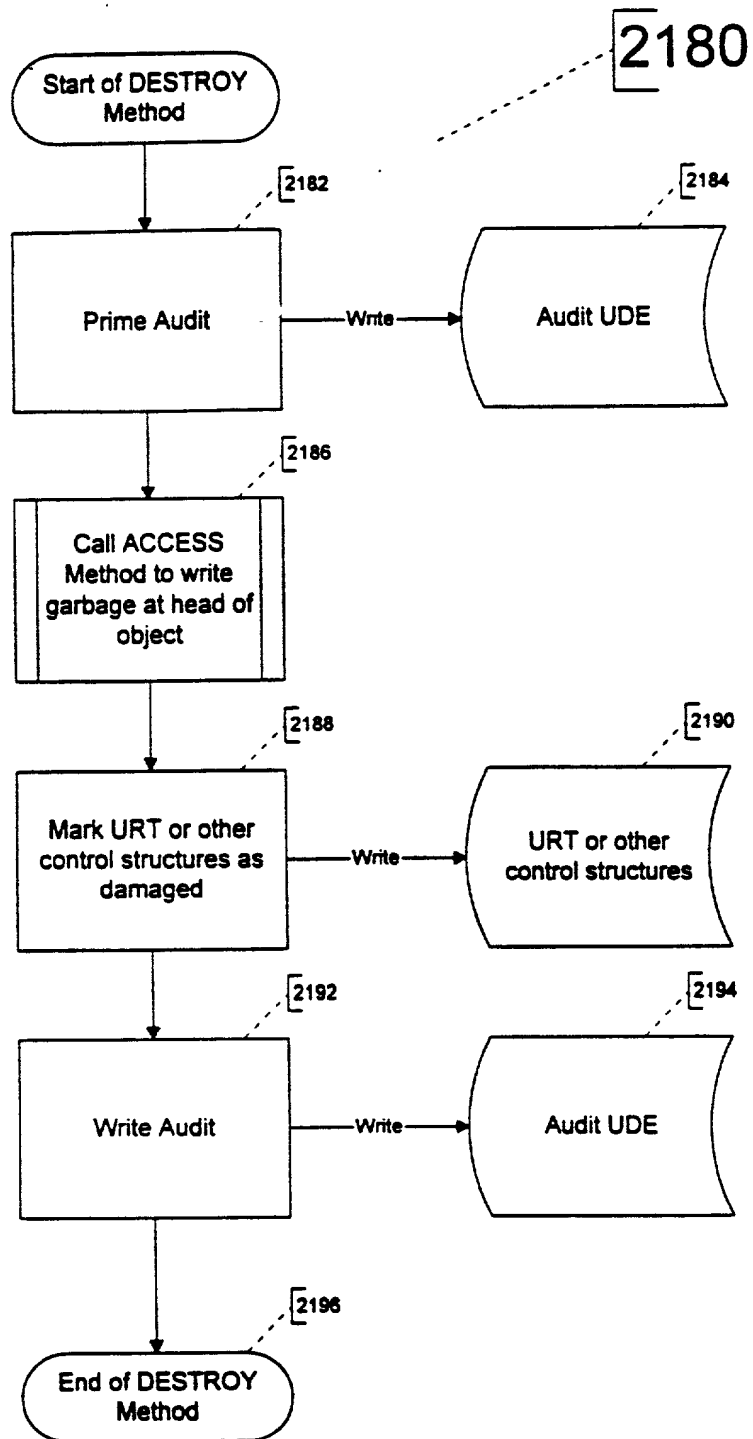 2180
Start of DESTROY
Method
2182
2184
Prime Audit
Write
Audit UDE
2186
Call ACCESS
Method to write
garbage at head of
object
2188
2190
Mark URT or other
control structures as
damaged
Write
URT or other
control structures
2192
2194
Write Audit
Write
Audit UDE
2196
End of DESTROY
Method